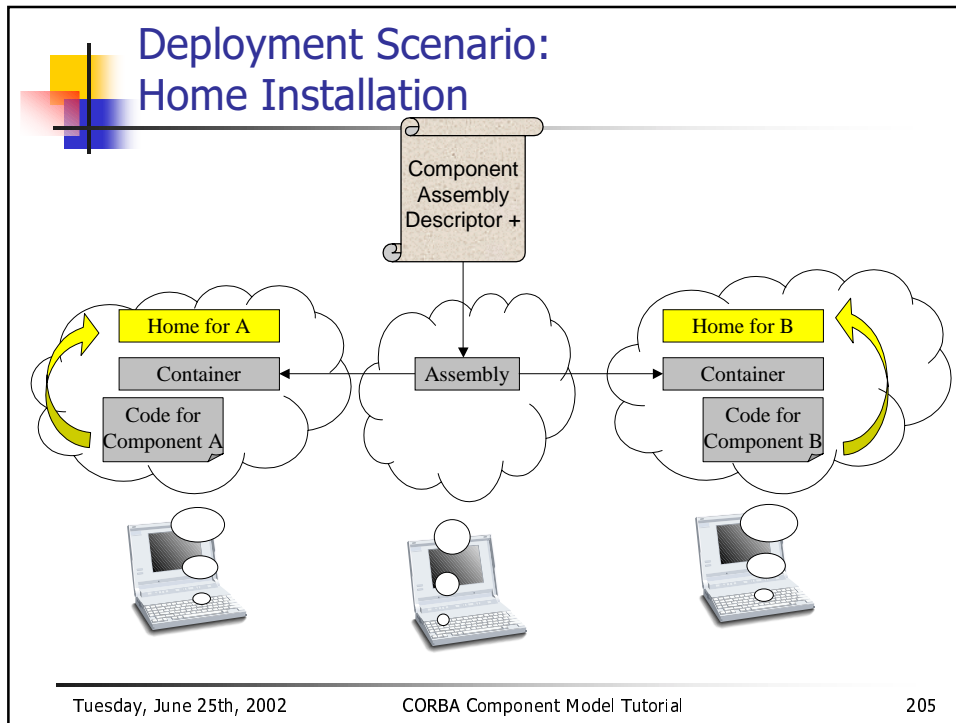 Deployment Scenario:
Home Installation
Component
Assembly
Descriptor +
Home for A
Container
Code for
Component A
Assembly
Home for B
Container
Code for
Component B
Tuesday, June 25th, 2002
CORBA Component Model Tutorial
205